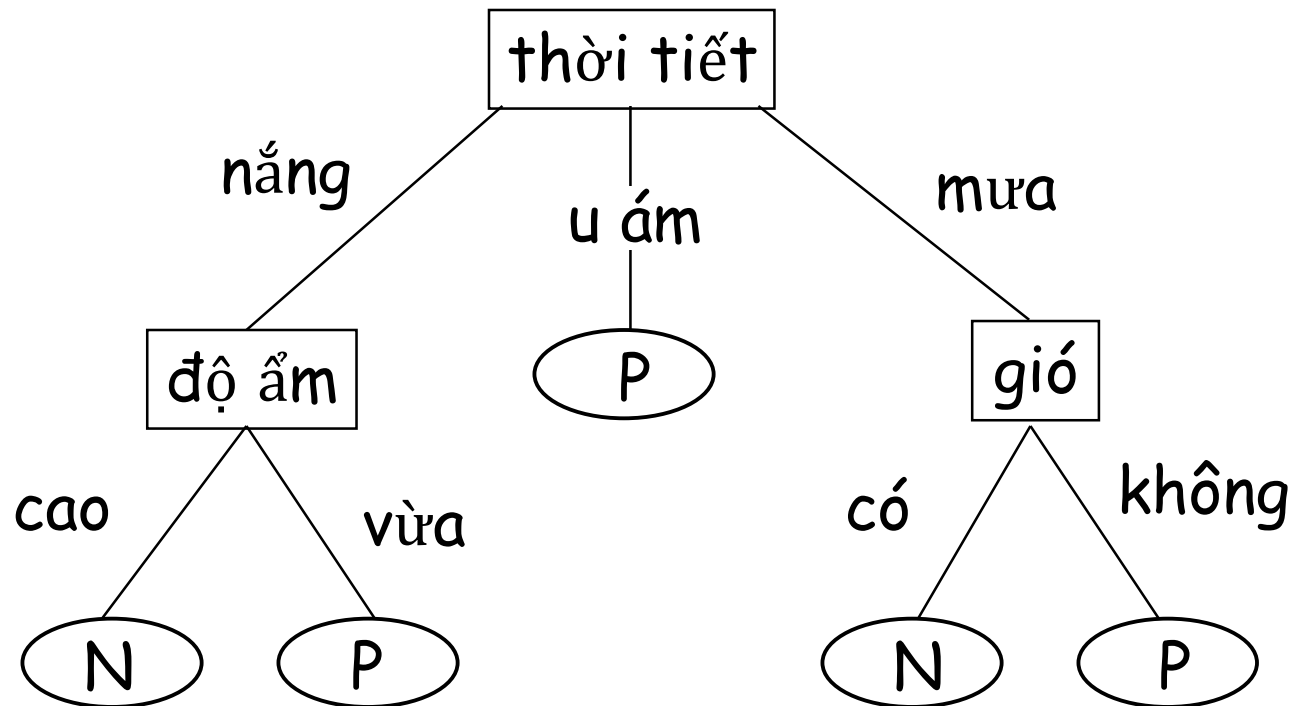 thời tiết
nắng
u ám
mưa
độ ẩm
P
gió
cao
vừa
có
không
N
P
N
P